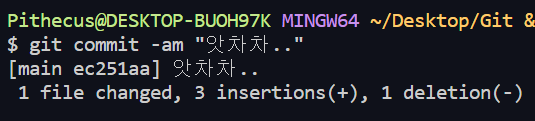 Pithecus@DESKTOP-BUOH97K MINGW64 ~/Desktop/Git &
$ git commit -am "앗차차.."
[main ec251aa] 앗차차..
 1 file changed, 3 insertions(+), 1 deletion(-)